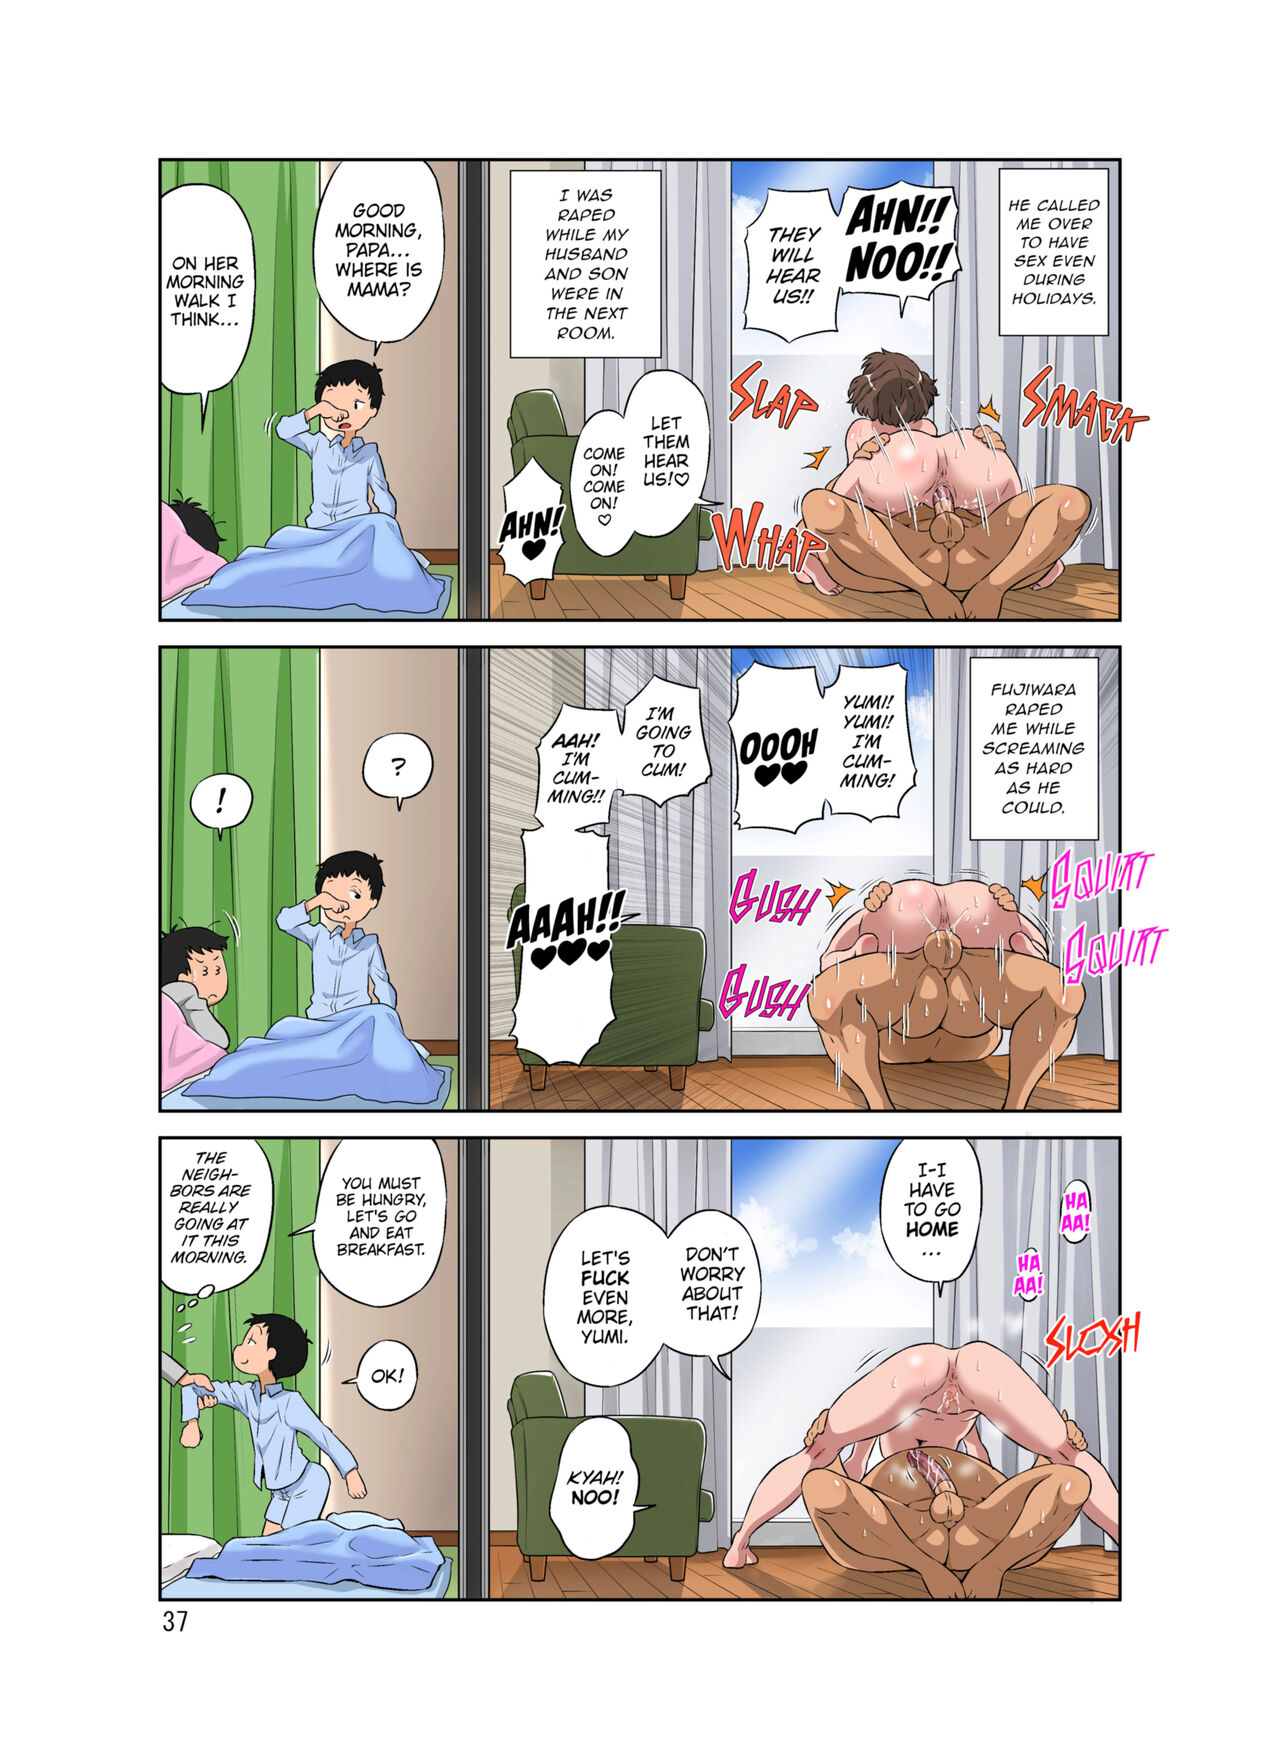 HE CALLED
ME OVER
TO HAVE
SEX EVEN
DURING
HOLIDAYS.
AHN!!
NOO!!
THEY
WILL
HEAR
US!!
SMACK
SLAP
WHAP
I WAS
RAPED
WHILE MY
HUSBAND
AND SON
WERE IN
THE NEXT
ROOM.
LET
THEM
HEAR
US!♡
COME
ON!
COME
ON!
♡
AHN!
♥
GOOD
MORNING,
PAPA...
WHERE IS
MAMA?
ON HER
MORNING
WALK I
THINK...
FUJIWARA
RAPED
ME WHILE
SCREAMING
AS HARD
AS HE
COULD.
YUMI!
YUMI!
I'M
CUM-
MING!
OOOH
♥♥
SQUIRT
SQUIRT
GUSH
GUSH
I'M
GOING
TO
CUM!
AAH!
I'M
CUM-
MING!!
AAAH!!
♥♥♥
?
!
I-I
HAVE
TO GO
HOME
...
HA
AA!
HA
AA!
SLOSH
DON'T
WORRY
ABOUT
THAT!
LET'S
FUCK
EVEN
MORE,
YUMI.
KYAH!
NOO!
YOU MUST
BE HUNGRY,
LET'S GO
AND EAT
BREAKFAST.
THE
NEIGH-
BORS ARE
REALLY
GOING AT
IT THIS
MORNING.
OK!
37